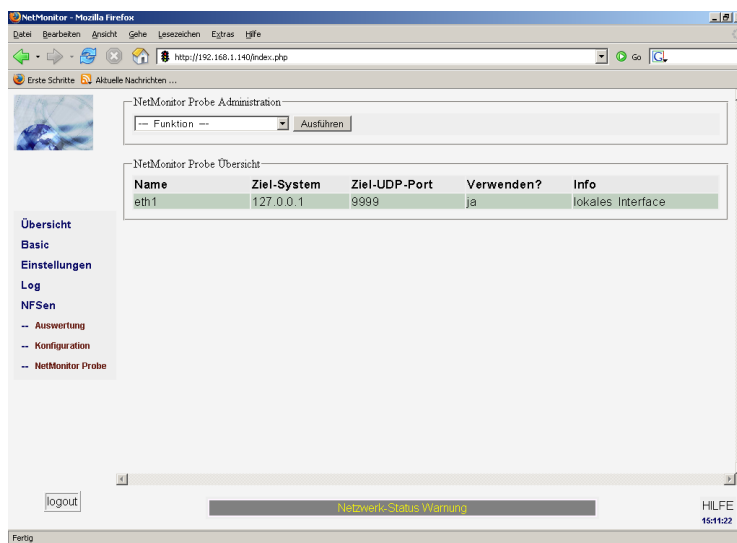 NetMonitor - Mozilla Firefox
Datei Bearbeiten Ansicht Gehe Lesezeichen Extras Hilfe
http://192.168.1.140/index.php Go G
Erste Schritte Aktuelle Nachrichten ...
NetMonitor Probe Administration
--- Funktion --- Ausführen
NetMonitor Probe Übersicht
Name Ziel-System Ziel-UDP-Port Verwenden? Info
eth1 127.0.0.1 9999 ja lokales Interface
Übersicht
Basic
Einstellungen
Log
NFSen
-- Auswertung
-- Konfiguration
-- NetMonitor Probe
logout
Netzwerk-Status Warnung
HILFE
15:11:22
Fertig